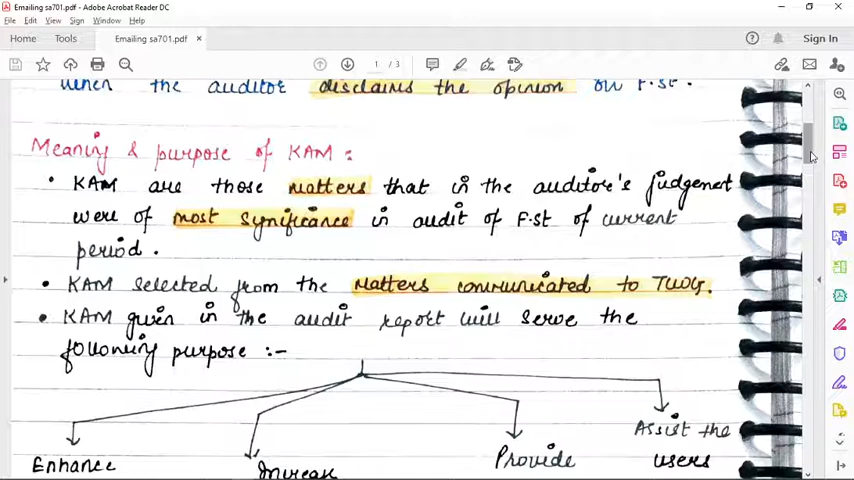 Emailing sa701.pdf - Adobe Acrobat Reader DC
File Edit View Sign Window Help
Home Tools Emailing sa701.pdf × Sign In
1 / 3
when the auditor disclaims the opinion on F.st.
Meaning & purpose of KAM :
• KAM are those matters that in the auditor's judgement
were of most significance in audit of F.st of current
period.
• KAM selected from the matters communicated to TWG.
• KAM given in the audit report will serve the
following purpose :-
Assist the
users
Enhance Increase Provide